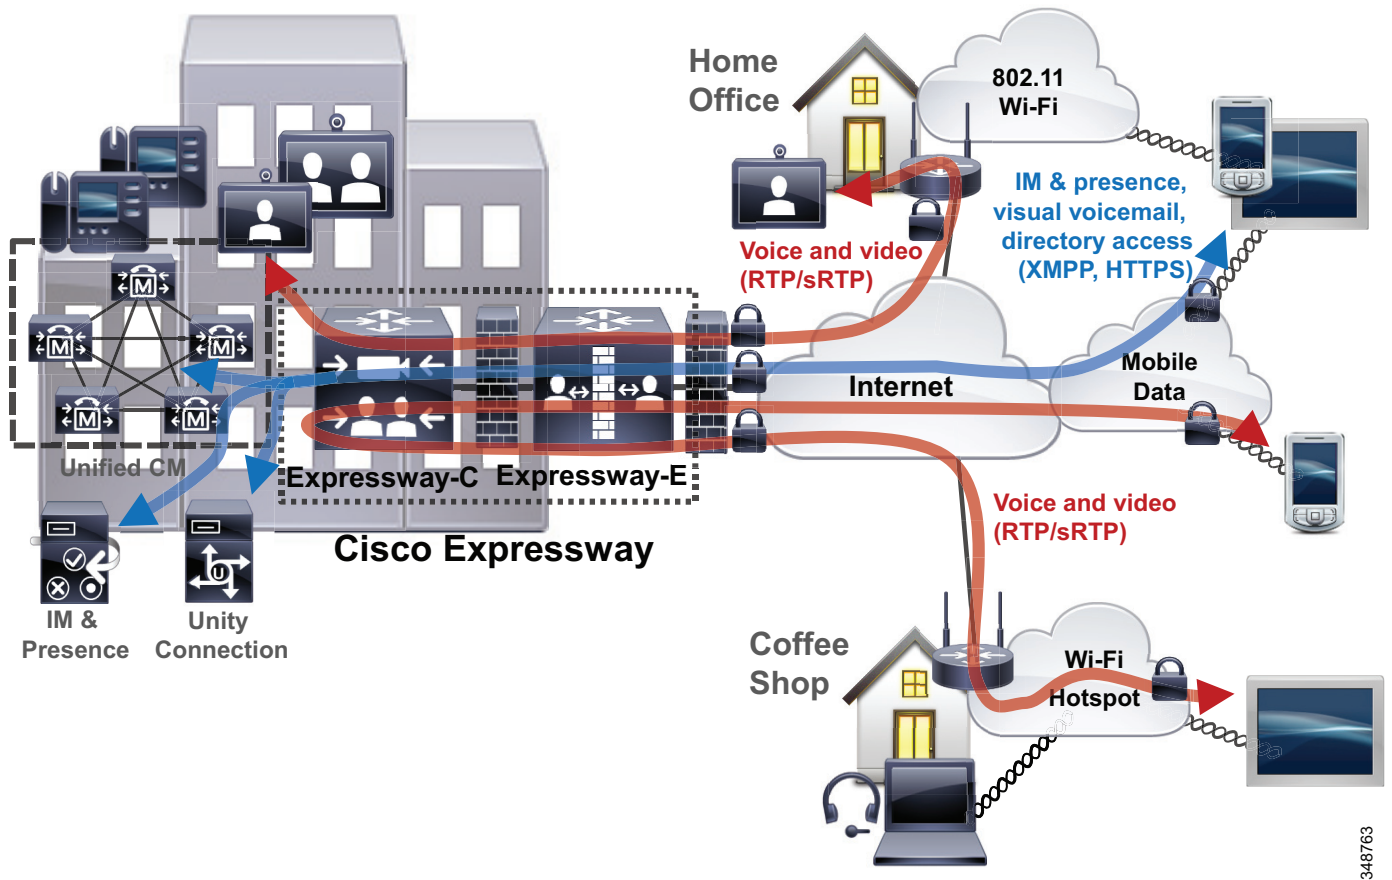 Home
Office
802.11
Wi-Fi
IM & presence,
visual voicemail,
directory access
(XMPP, HTTPS)
Voice and video
(RTP/sRTP)
M
M
M
M
M
Internet
Mobile
Data
Unified CM
Expressway-C
Expressway-E
Cisco Expressway
Voice and video
(RTP/sRTP)
U
IM &
Presence
Unity
Connection
Coffee
Shop
Wi-Fi
Hotspot
348763